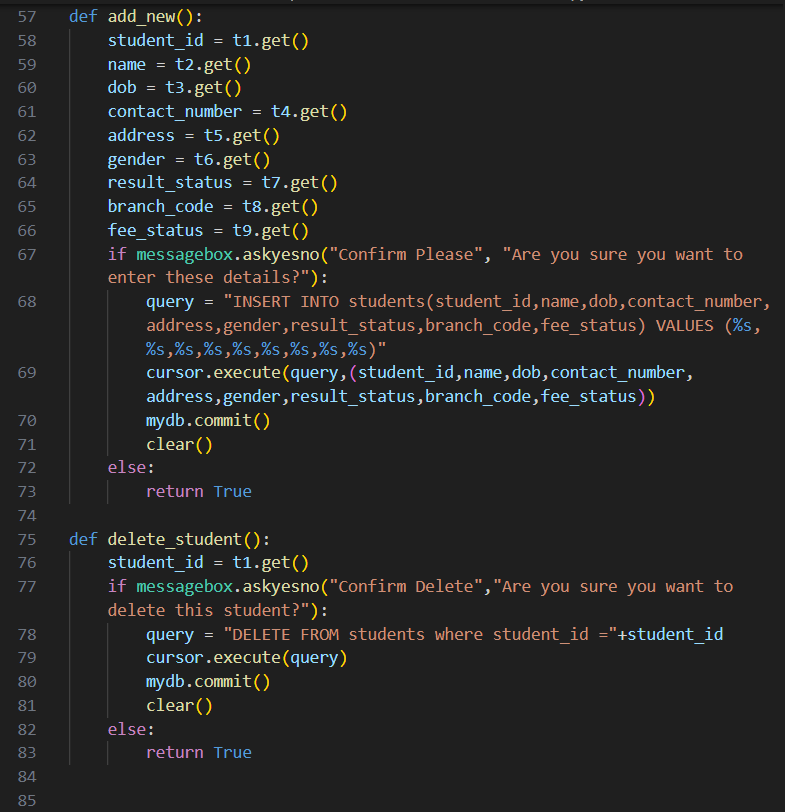 57 def add_new():
58 student_id = t1.get()
59 name = t2.get()
60 dob = t3.get()
61 contact_number = t4.get()
62 address = t5.get()
63 gender = t6.get()
64 result_status = t7.get()
65 branch_code = t8.get()
66 fee_status = t9.get()
67 if messagebox.askyesno("Confirm Please", "Are you sure you want to
enter these details?"):
68 query = "INSERT INTO students(student_id,name,dob,contact_number,
address,gender,result_status,branch_code,fee_status) VALUES (%s,
%s,%s,%s,%s,%s,%s,%s,%s)"
69 cursor.execute(query,(student_id,name,dob,contact_number,
address,gender,result_status,branch_code,fee_status))
70 mydb.commit()
71 clear()
72 else:
73 return True
74
75 def delete_student():
76 student_id = t1.get()
77 if messagebox.askyesno("Confirm Delete","Are you sure you want to
delete this student?"):
78 query = "DELETE FROM students where student_id ="+student_id
79 cursor.execute(query)
80 mydb.commit()
81 clear()
82 else:
83 return True
84
85